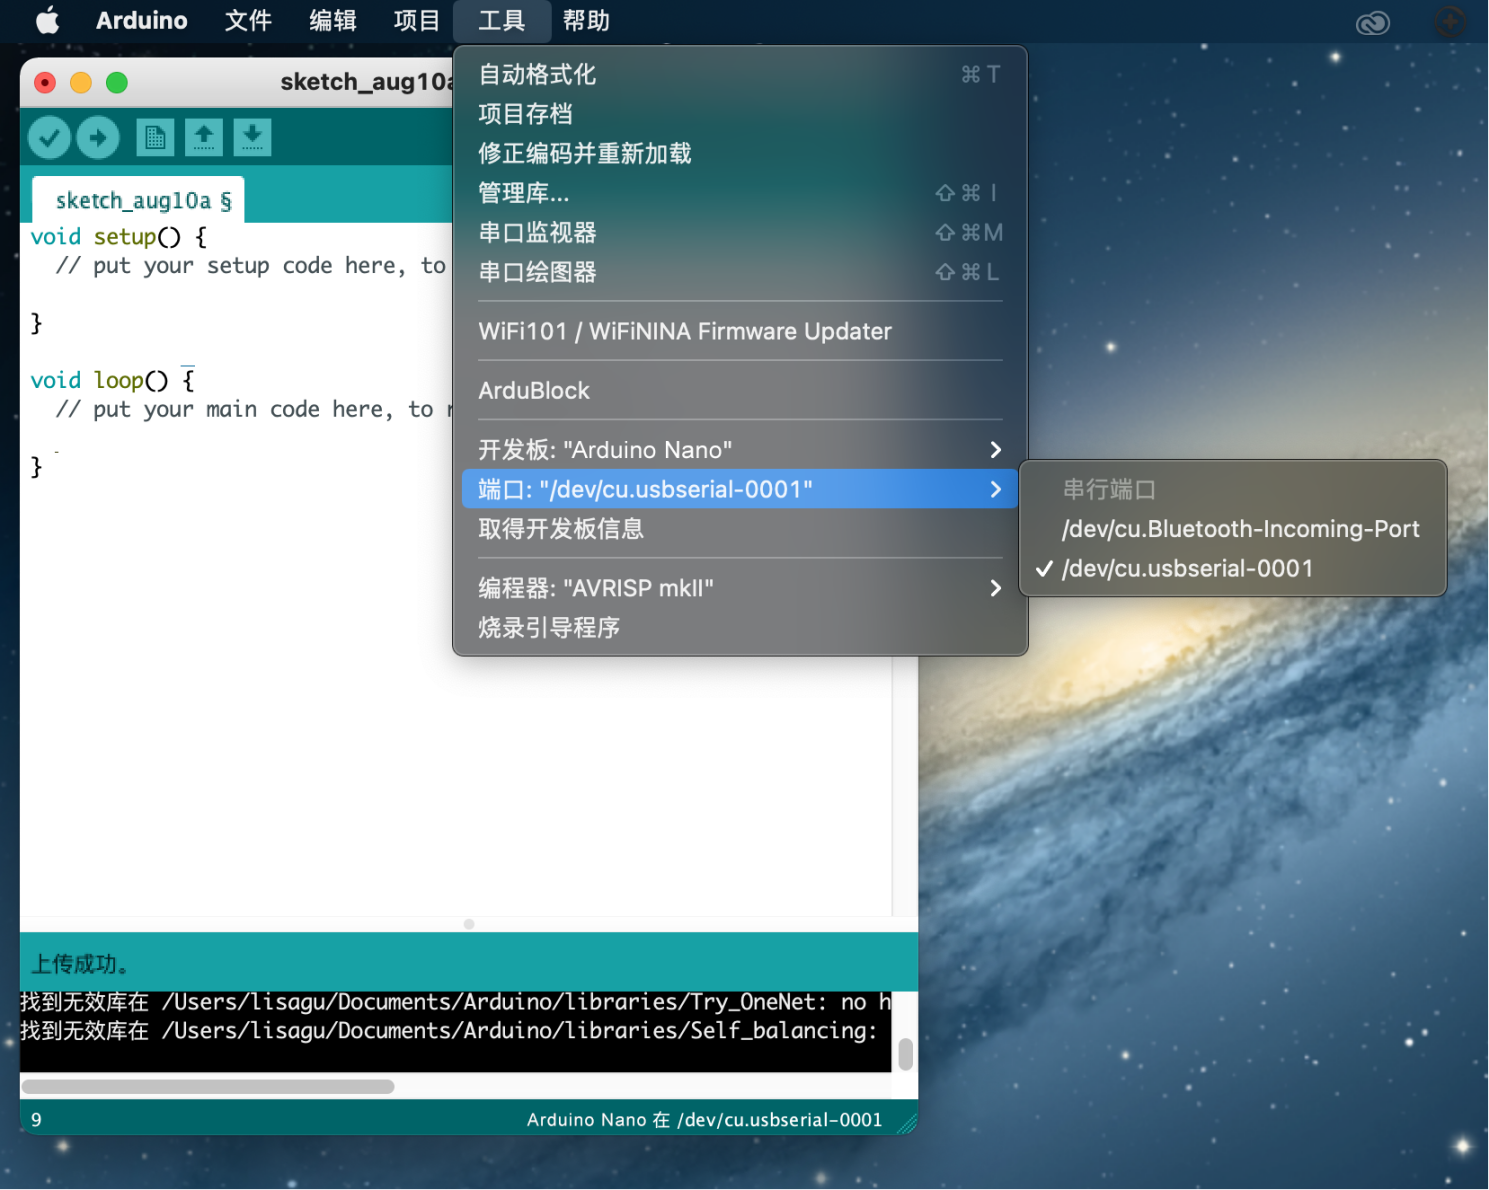 Arduino 文件 编辑 项目 工具 帮助
sketch_aug10a
自动格式化 ⌘T
项目存档
修正编码并重新加载
管理库... ⇧⌘I
串口监视器 ⇧⌘M
串口绘图器 ⇧⌘L
WiFi101 / WiFiNINA Firmware Updater
ArduBlock
开发板: "Arduino Nano"
端口: "/dev/cu.usbserial-0001"
取得开发板信息
编程器: "AVRISP mkII"
烧录引导程序
串行端口
/dev/cu.Bluetooth-Incoming-Port
✓ /dev/cu.usbserial-0001
sketch_aug10a §
void setup() {
// put your setup code here, to
}
void loop() {
// put your main code here, to
}
上传成功。
找到无效库在 /Users/lisagu/Documents/Arduino/libraries/Try_OneNet: no h
找到无效库在 /Users/lisagu/Documents/Arduino/libraries/Self_balancing:
9 Arduino Nano 在 /dev/cu.usbserial-0001